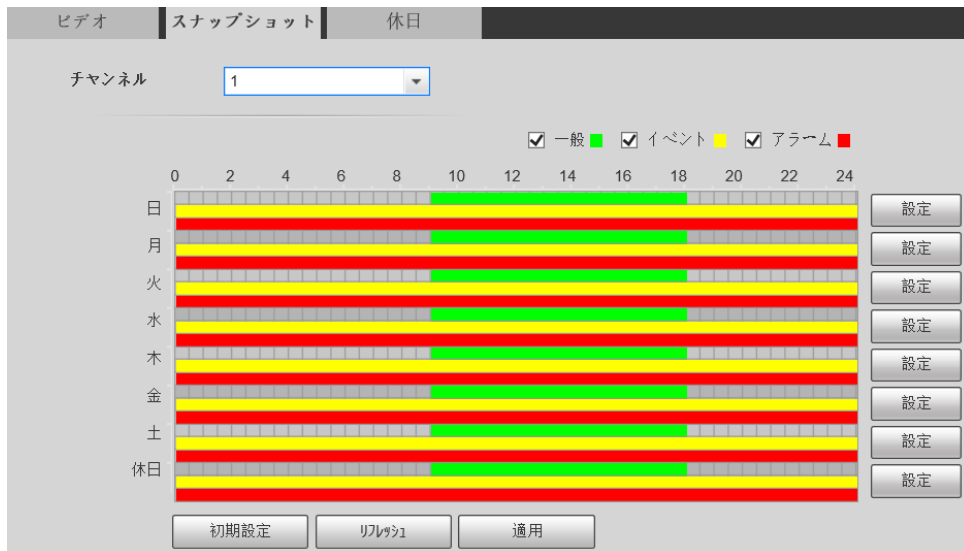 ビデオ スナップショット 休日
チャンネル 1
一般 イベント アラーム
0 2 4 6 8 10 12 14 16 18 20 22 24
日 設定
月 設定
火 設定
水 設定
木 設定
金 設定
土 設定
休日 設定
初期設定 ﾘﾌﾚｯｼｭ 適用